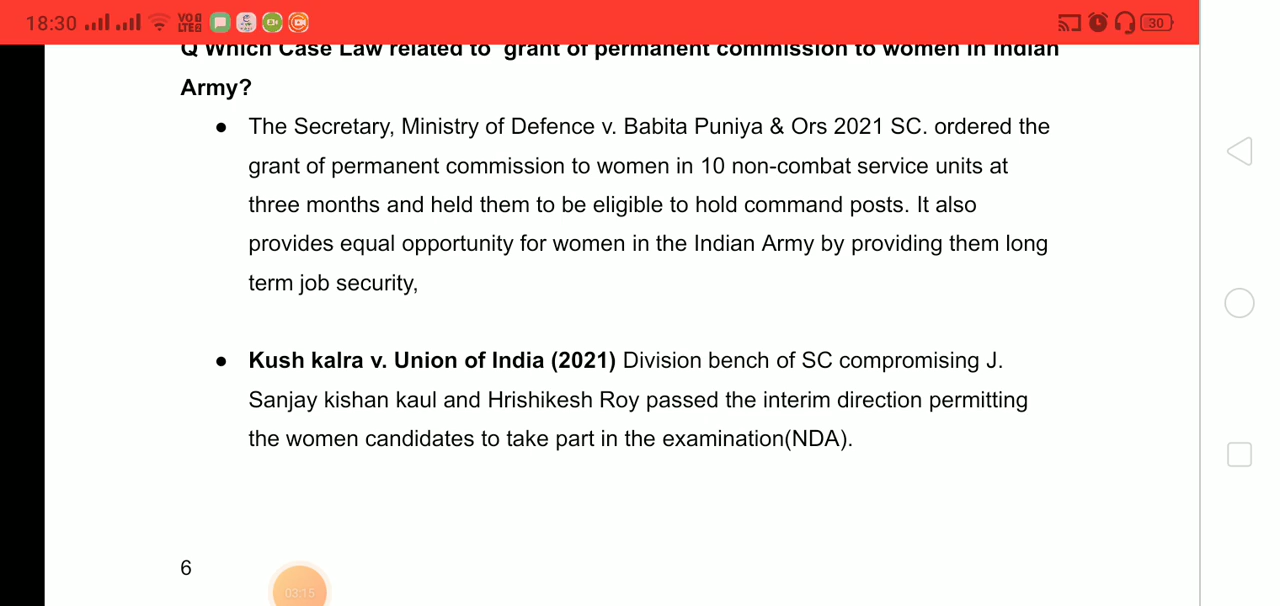 18:30 VO LTE 30
Q Which Case Law related to grant of permanent commission to women in Indian
Army?
● The Secretary, Ministry of Defence v. Babita Puniya & Ors 2021 SC. ordered the
grant of permanent commission to women in 10 non-combat service units at
three months and held them to be eligible to hold command posts. It also
provides equal opportunity for women in the Indian Army by providing them long
term job security,
● Kush kalra v. Union of India (2021) Division bench of SC compromising J.
Sanjay kishan kaul and Hrishikesh Roy passed the interim direction permitting
the women candidates to take part in the examination(NDA).
6
03:15